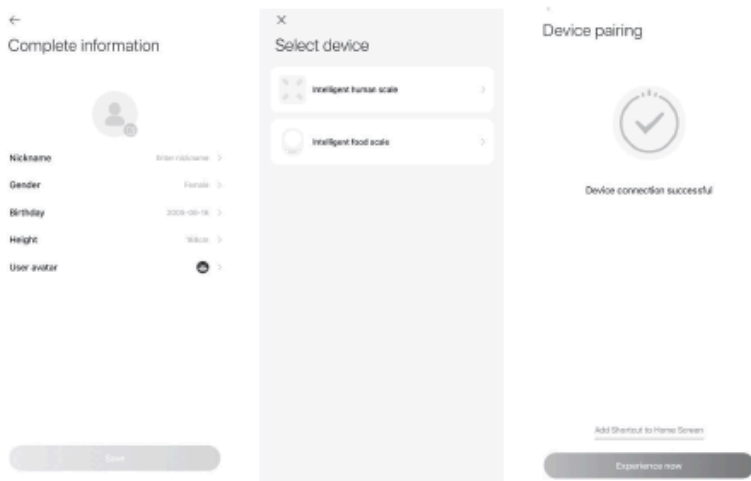 Complete information
Nickname
Enter nickname
Gender
Female
Birthday
Height
User avatar
Save
Select device
Intelligent human scale
Intelligent food scale
Device pairing
Device connection successful
Add Shortcut to Home Screen
Experience now